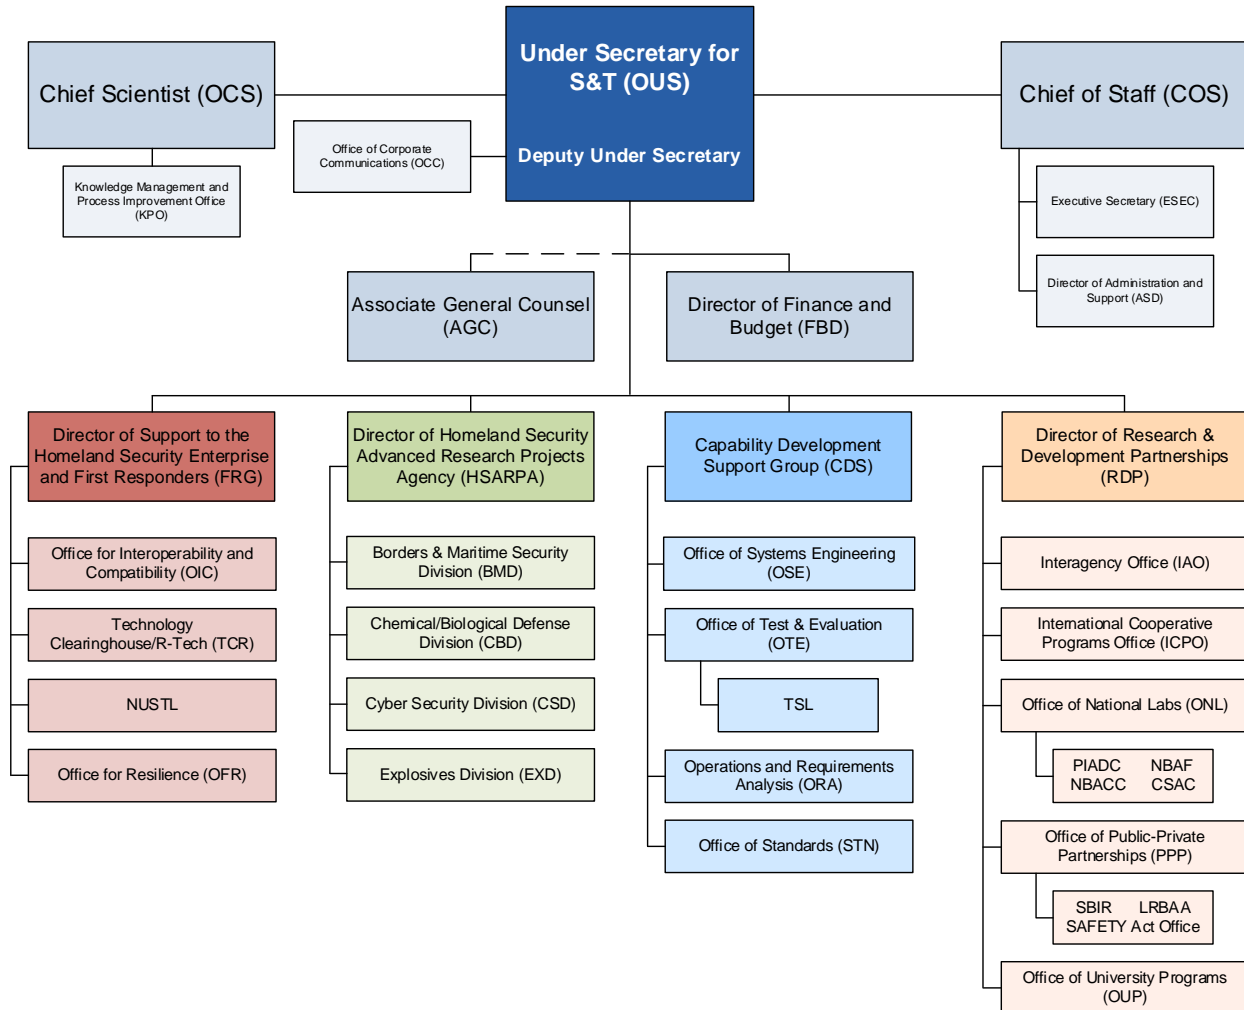 Under Secretary for
S&T (OUS)
Deputy Under Secretary
Chief Scientist (OCS)
Chief of Staff (COS)
Office of Corporate
Communications (OCC)
Knowledge Management and
Process Improvement Office
(KPO)
Executive Secretary (ESEC)
Director of Administration and
Support (ASD)
Associate General Counsel
(AGC)
Director of Finance and
Budget (FBD)
Director of Support to the
Homeland Security Enterprise
and First Responders (FRG)
Office for Interoperability and
Compatibility (OIC)
Technology
Clearinghouse/R-Tech (TCR)
NUSTL
Office for Resilience (OFR)
Director of Homeland Security
Advanced Research Projects
Agency (HSARPA)
Borders & Maritime Security
Division (BMD)
Chemical/Biological Defense
Division (CBD)
Cyber Security Division (CSD)
Explosives Division (EXD)
Capability Development
Support Group (CDS)
Office of Systems Engineering
(OSE)
Office of Test & Evaluation
(OTE)
TSL
Operations and Requirements
Analysis (ORA)
Office of Standards (STN)
Director of Research &
Development Partnerships
(RDP)
Interagency Office (IAO)
International Cooperative
Programs Office (ICPO)
Office of National Labs (ONL)
PIADC NBAF
NBACC CSAC
Office of Public-Private
Partnerships (PPP)
SBIR LRBAA
SAFETY Act Office
Office of University Programs
(OUP)